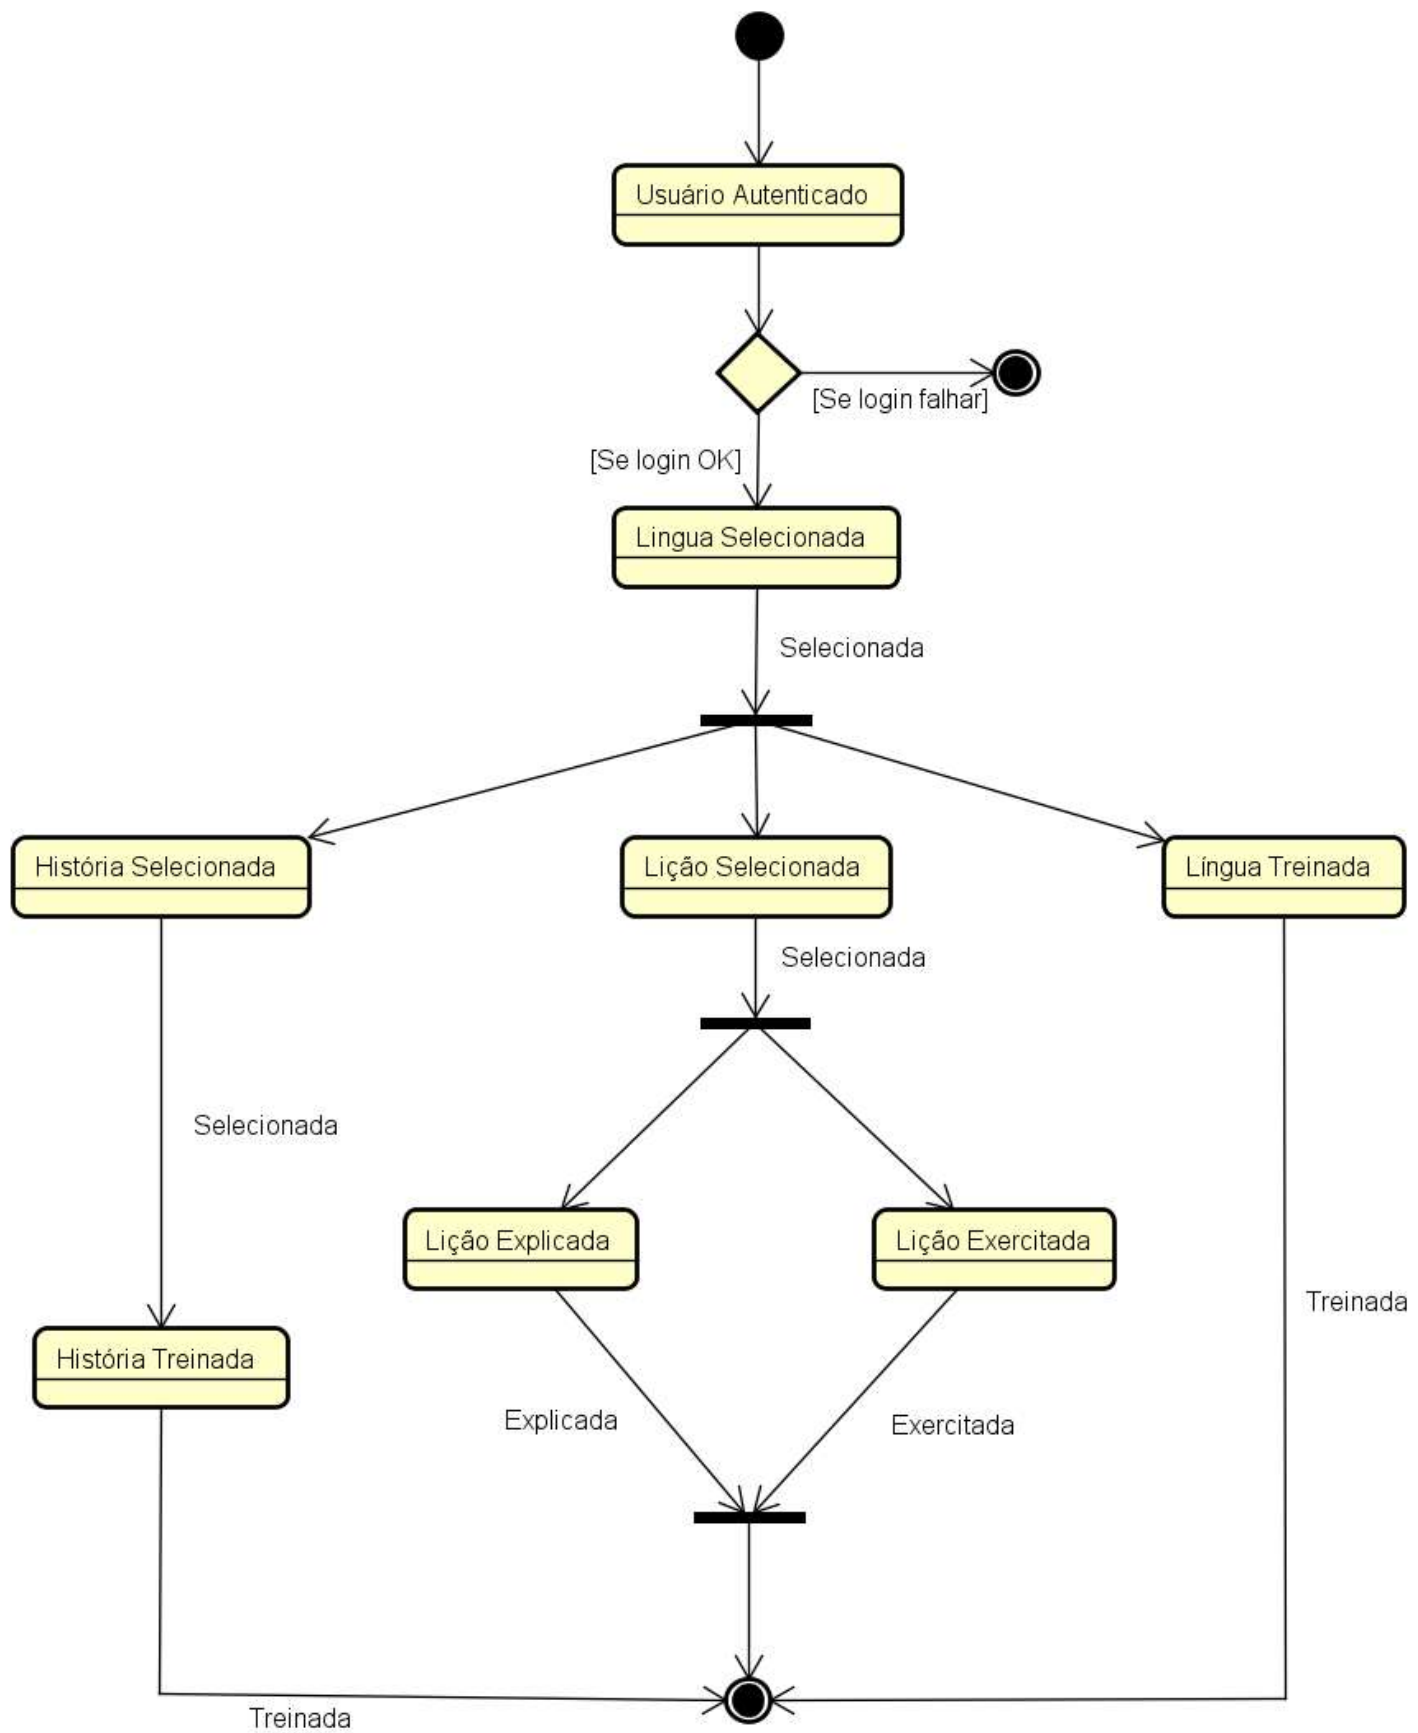 Usuário Autenticado
[Se login falhar]
[Se login OK]
Lingua Selecionada
Selecionada
História Selecionada
Lição Selecionada
Língua Treinada
Selecionada
Selecionada
Lição Explicada
Lição Exercitada
Treinada
História Treinada
Explicada
Exercitada
Treinada